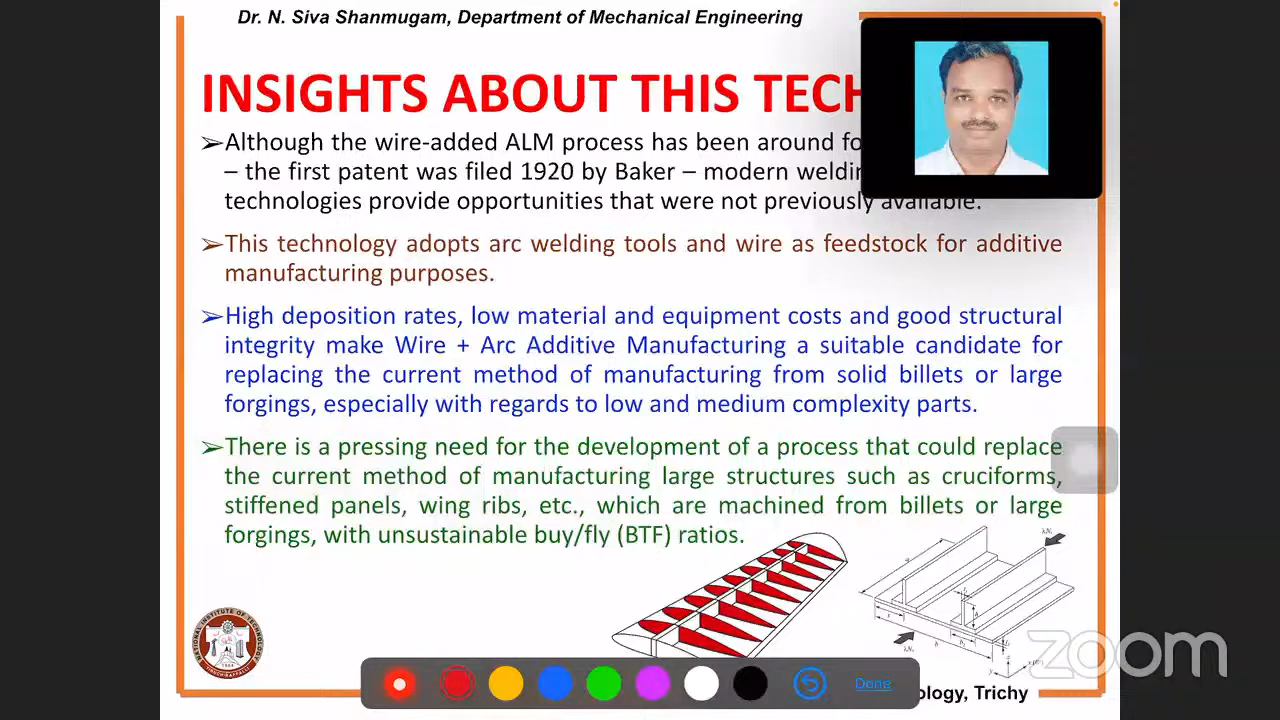 Dr. N. Siva Shanmugam, Department of Mechanical Engineering
INSIGHTS ABOUT THIS TECH
➢Although the wire-added ALM process has been around fo
– the first patent was filed 1920 by Baker – modern weldin
technologies provide opportunities that were not previously available.
➢This technology adopts arc welding tools and wire as feedstock for additive
manufacturing purposes.
➢High deposition rates, low material and equipment costs and good structural
integrity make Wire + Arc Additive Manufacturing a suitable candidate for
replacing the current method of manufacturing from solid billets or large
forgings, especially with regards to low and medium complexity parts.
➢There is a pressing need for the development of a process that could replace
the current method of manufacturing large structures such as cruciforms,
stiffened panels, wing ribs, etc., which are machined from billets or large
forgings, with unsustainable buy/fly (BTF) ratios.
NATIONAL INSTITUTE OF TECHNOLOGY
TIRUCHIRAPPALLI
zoom
Done
ology, Trichy